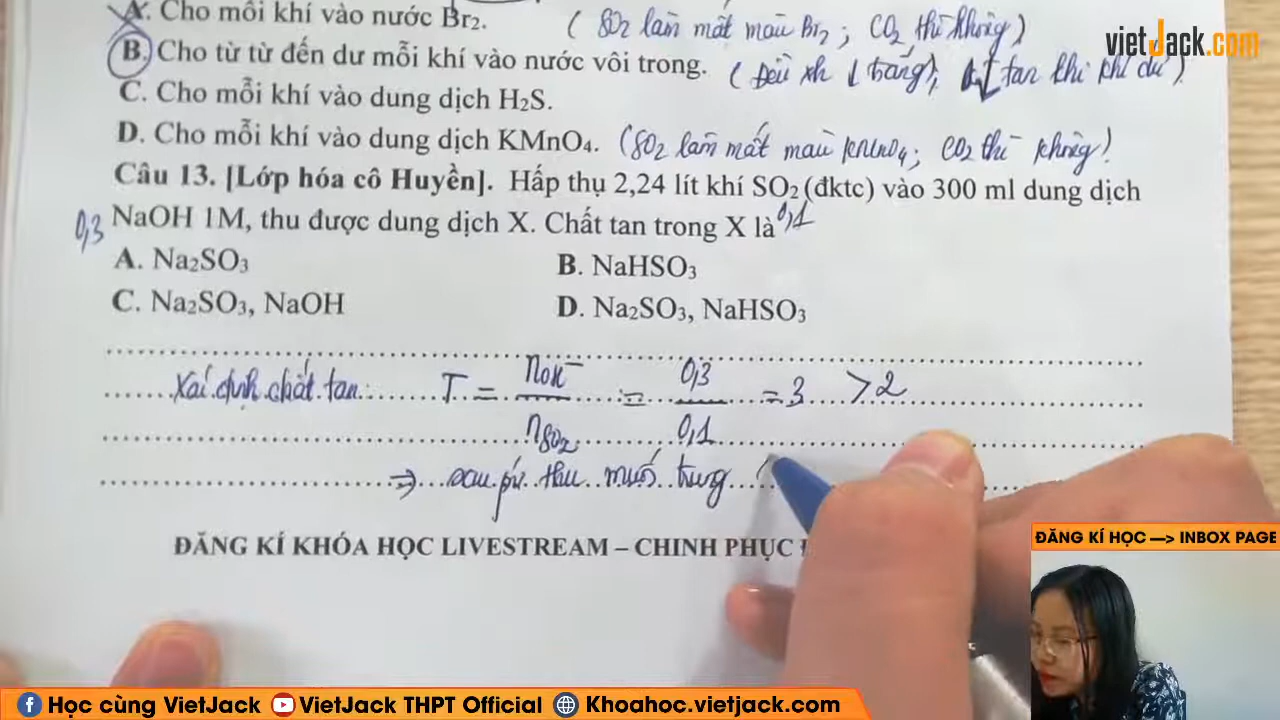 A. Cho mỗi khí vào nước Br₂. (SO₂ làm mất màu Br₂; CO₂ thì không)
vietJack.com
B. Cho từ từ đến dư mỗi khí vào nước vôi trong. (Đều xh ↓ trắng; ↓ tan khi khí dư)
C. Cho mỗi khí vào dung dịch H₂S.
D. Cho mỗi khí vào dung dịch KMnO₄. (SO₂ làm mất màu KMnO₄; CO₂ thì không)
Câu 13. [Lớp hóa cô Huyền]. Hấp thụ 2,24 lít khí SO₂ (đktc) vào 300 ml dung dịch
0,3 NaOH 1M, thu được dung dịch X. Chất tan trong X là 0,1
A. Na₂SO₃ B. NaHSO₃
C. Na₂SO₃, NaOH D. Na₂SO₃, NaHSO₃
Xác định chất tan: T = nOH⁻ / nSO₂ = 0,3 / 0,1 = 3 > 2
⇒ sau pứ thu muối trung
ĐĂNG KÍ KHÓA HỌC LIVESTREAM – CHINH PHỤC
ĐĂNG KÍ HỌC —> INBOX PAGE
Học cùng VietJack VietJack THPT Official Khoahoc.vietjack.com